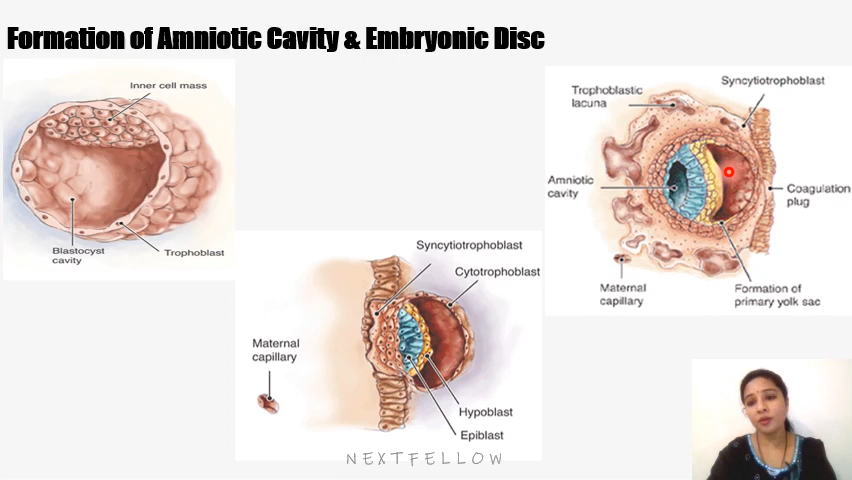 Formation of Amniotic Cavity & Embryonic Disc
Inner cell mass
Blastocyst
cavity
Trophoblast
Syncytiotrophoblast
Cytotrophoblast
Maternal
capillary
Hypoblast
Epiblast
Trophoblastic
lacuna
Syncytiotrophoblast
Amniotic
cavity
Coagulation
plug
Maternal
capillary
Formation of
primary yolk sac
NEXTFELLOW